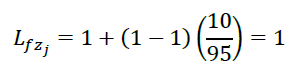 L_{fz_j} = 1 + (1 − 1) (10/95) = 1